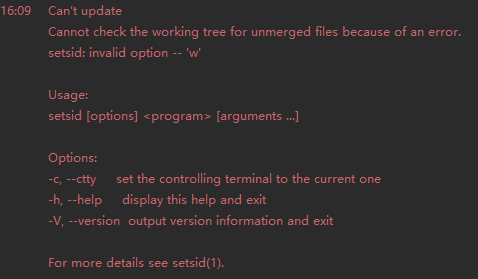 16:09 Can't update
Cannot check the working tree for unmerged files because of an error.
setsid: invalid option -- 'w'
Usage:
setsid [options] <program> [arguments ...]
Options:
-c, --ctty set the controlling terminal to the current one
-h, --help display this help and exit
-V, --version output version information and exit
For more details see setsid(1).